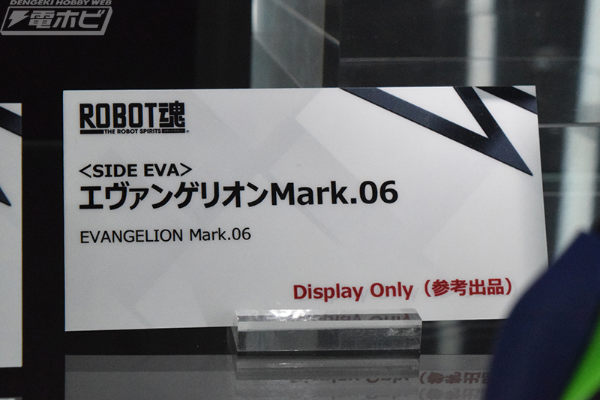 DENGEKI HOBBY WEB
電ホビ
ROBOT魂
THE ROBOT SPIRITS
<SIDE EVA>
エヴァンゲリオンMark.06
EVANGELION Mark.06
Display Only（参考出品）